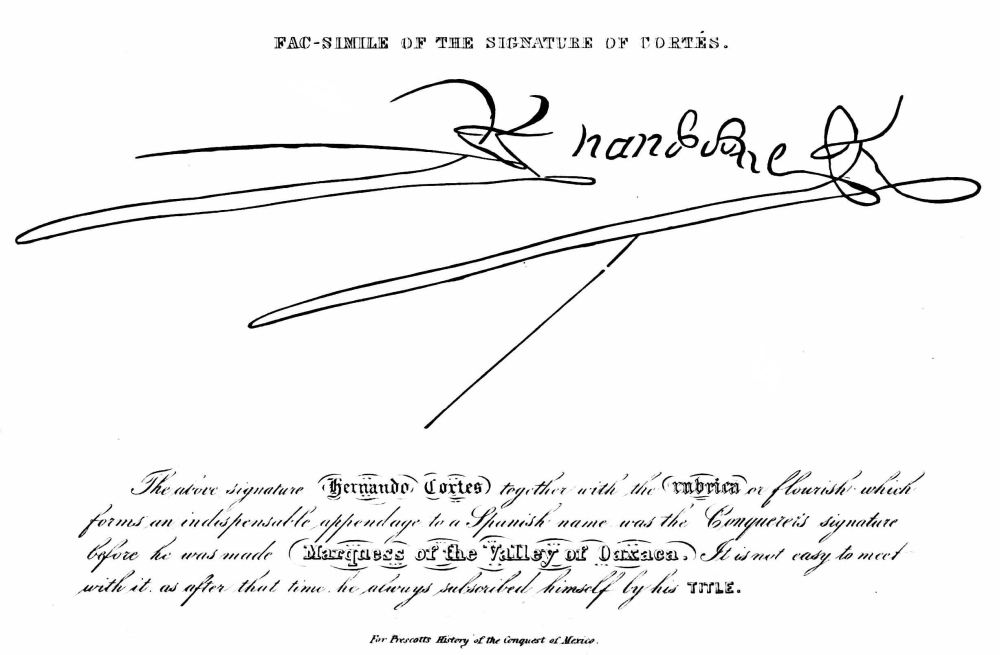 FAC-SIMILE OF THE SIGNATURE OF CORTÉS.
The above signature (Hernando Cortes) together with the (rubrica) or flourish which
forms an indispensable appendage to a Spanish name was the Conqueror's signature
before he was made (Marquess of the Valley of Oaxaca.) It is not easy to meet
with it. as after that time. he always subscribed himself by his TITLE.
For Prescotts History of the Conquest of Mexico.